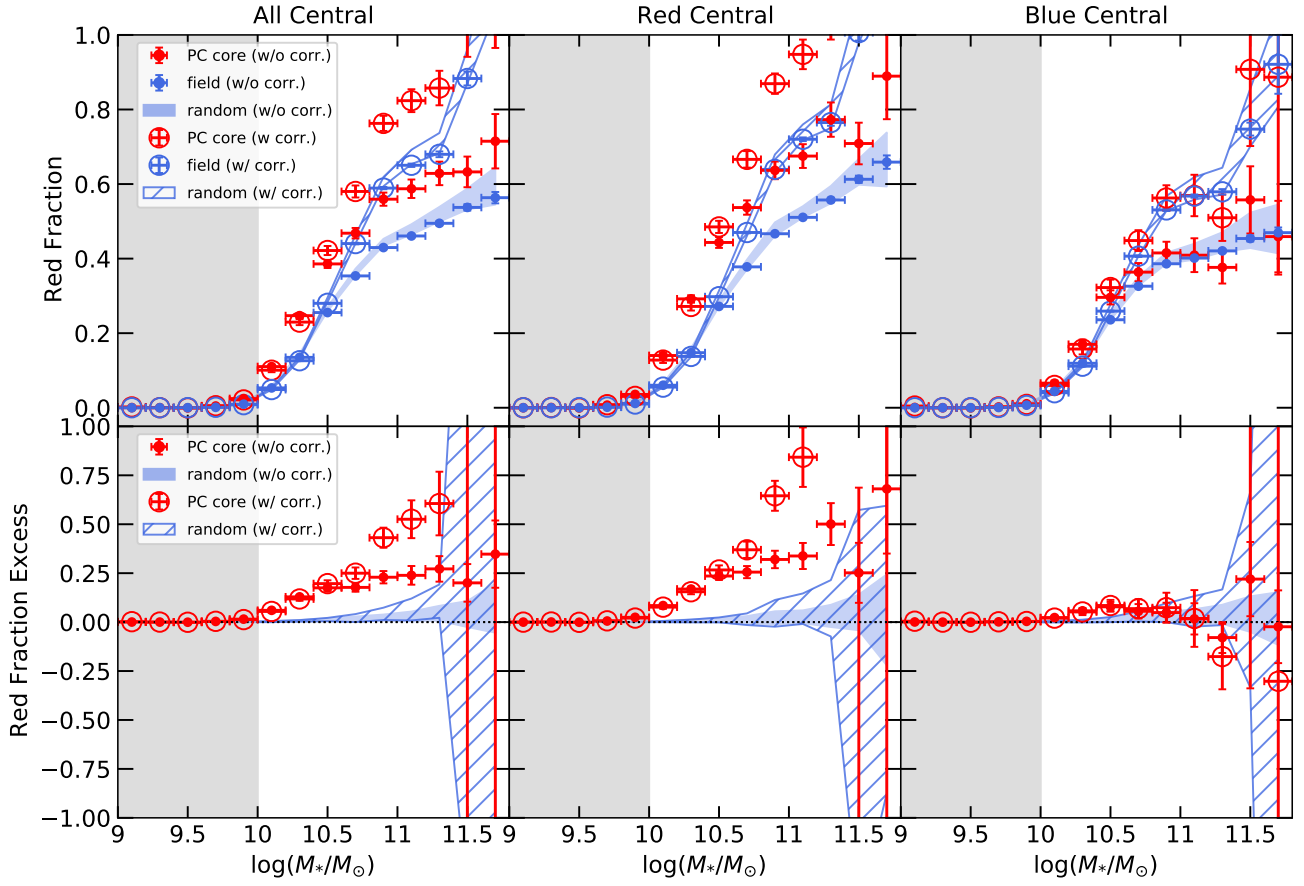 All Central
Red Central
Blue Central
Red Fraction
1.0
0.8
0.6
0.4
0.2
0.0
PC core (w/o corr.)
field (w/o corr.)
random (w/o corr.)
PC core (w corr.)
field (w/ corr.)
random (w/ corr.)
Red Fraction Excess
1.00
0.75
0.50
0.25
0.00
−0.25
−0.50
−0.75
−1.00
PC core (w/o corr.)
random (w/o corr.)
PC core (w/ corr.)
random (w/ corr.)
9 9.5 10 10.5 11 11.5
9 9.5 10 10.5 11 11.5
9 9.5 10 10.5 11 11.5
log(M*/M⊙)
log(M*/M⊙)
log(M*/M⊙)